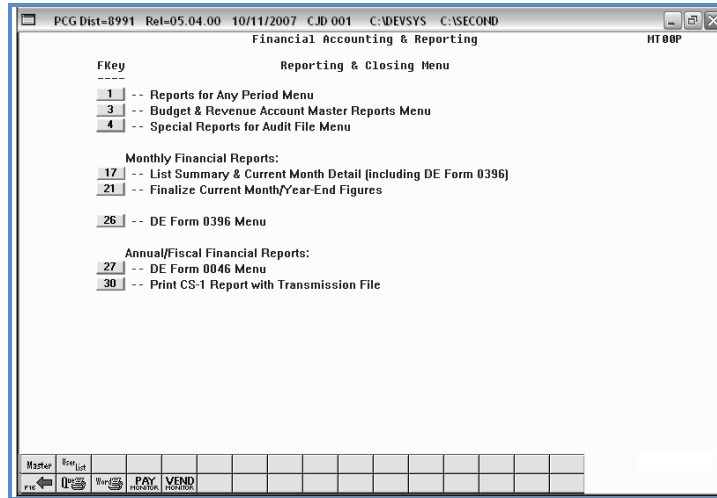 PCG Dist=8991 Rel=05.04.00 10/11/2007 CJD 001 C:\DEVSYS C:\SECOND
Financial Accounting & Reporting MT00P
FKey Reporting & Closing Menu
----
1 -- Reports for Any Period Menu
3 -- Budget & Revenue Account Master Reports Menu
4 -- Special Reports for Audit File Menu
Monthly Financial Reports:
17 -- List Summary & Current Month Detail (including DE Form 0396)
21 -- Finalize Current Month/Year-End Figures
26 -- DE Form 0396 Menu
Annual/Fiscal Financial Reports:
27 -- DE Form 0046 Menu
30 -- Print CS-1 Report with Transmission File
Master User List
F16 Que Word PAY MONITOR VEND MONITOR